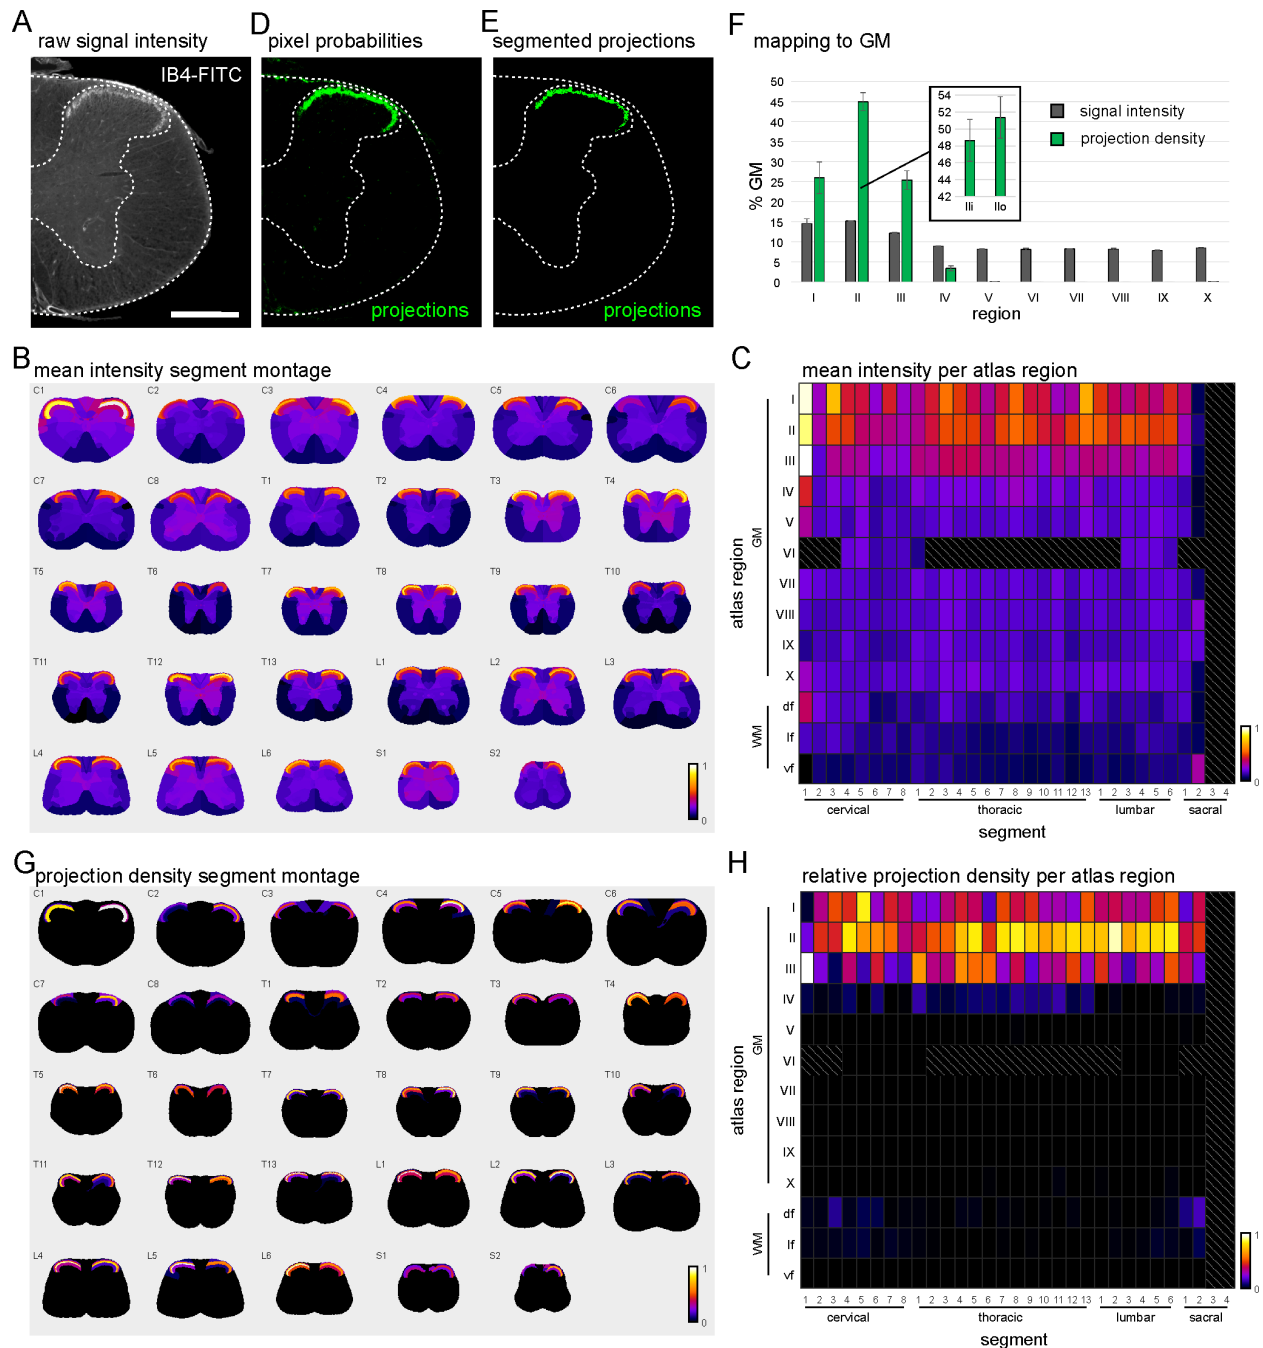 A
raw signal intensity
IB4-FITC
D
pixel probabilities
projections
E
segmented projections
projections
F
mapping to GM
% GM
50
45
40
35
30
25
20
15
10
5
0
54
52
50
48
46
44
42
IIi
IIo
signal intensity
projection density
I
II
III
IV
V
VI
VII
VIII
IX
X
region
B
mean intensity segment montage
C1
C2
C3
C4
C5
C6
C7
C8
T1
T2
T3
T4
T5
T6
T7
T8
T9
T10
T11
T12
T13
L1
L2
L3
L4
L5
L6
S1
S2
1
0
C
mean intensity per atlas region
atlas region
GM
WM
I
II
III
IV
V
VI
VII
VIII
IX
X
df
lf
vf
1
0
1 2 3 4 5 6 7 8 1 2 3 4 5 6 7 8 9 10 11 12 13 1 2 3 4 5 6 1 2 3 4
cervical
thoracic
lumbar
sacral
segment
G
projection density segment montage
C1
C2
C3
C4
C5
C6
C7
C8
T1
T2
T3
T4
T5
T6
T7
T8
T9
T10
T11
T12
T13
L1
L2
L3
L4
L5
L6
S1
S2
1
0
H
relative projection density per atlas region
atlas region
GM
WM
I
II
III
IV
V
VI
VII
VIII
IX
X
df
lf
vf
1
0
1 2 3 4 5 6 7 8 1 2 3 4 5 6 7 8 9 10 11 12 13 1 2 3 4 5 6 1 2 3 4
cervical
thoracic
lumbar
sacral
segment